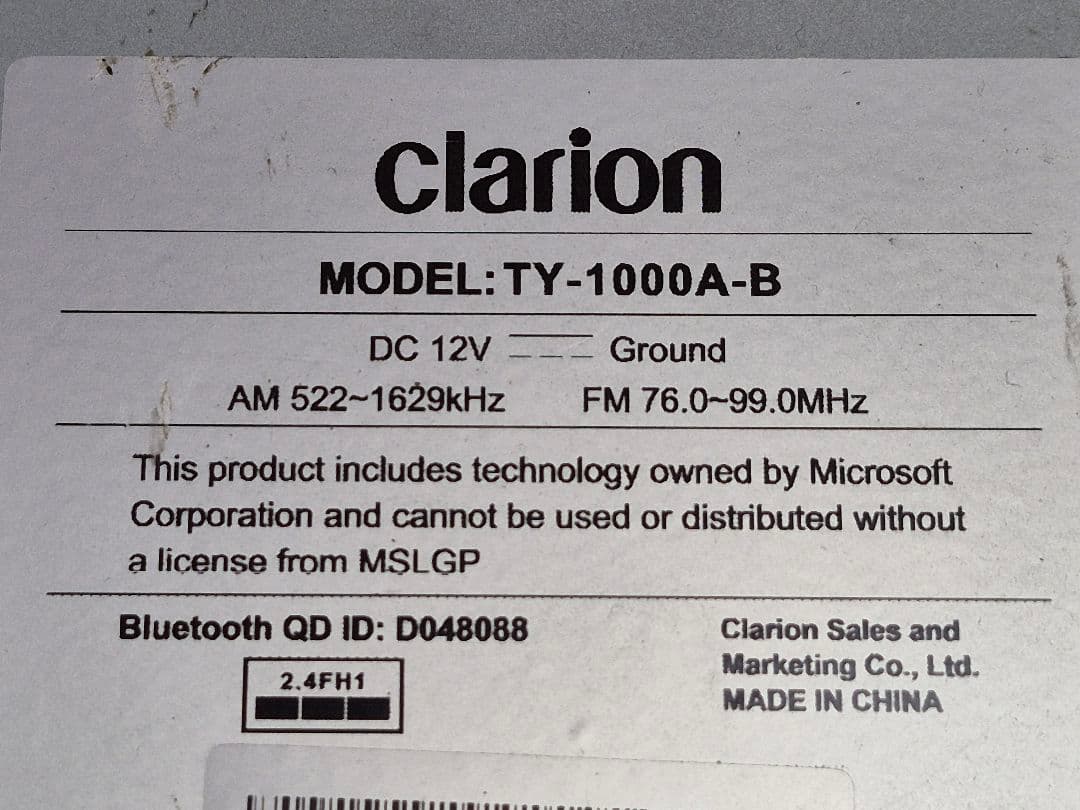 clarion
MODEL: TY-1000A-B
DC 12V Ground
AM 522~1629kHz FM 76.0~99.0MHz
This product includes technology owned by Microsoft
Corporation and cannot be used or distributed without
a license from MSLGP
Bluetooth QD ID: D048088
2.4FH1
Clarion Sales and
Marketing Co., Ltd.
MADE IN CHINA